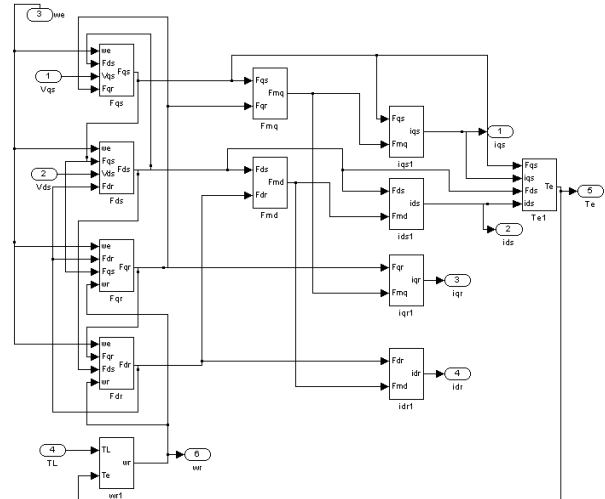 3 we
we
Fds
Vqs
Fqr
Fqs
1
Vqs
Fqs
Fqs
Fqr
Fmq
Fmq
Fqs
Fmq
iqs
iqs1
1
iqs
we
Fqs
Vds
Fdr
Fds
2
Vds
Fds
Fds
Fdr
Fmd
Fmd
Fds
Fmd
ids
ids1
Fqs
iqs
Fds
ids
Te
Te1
5
Te
2
ids
we
Fdr
Fqs
wr
Fqr
Fqr
Fqr
Fmq
iqr
iqr1
3
iqr
we
Fqr
Fds
wr
Fdr
Fdr
Fdr
Fmd
idr
idr1
4
idr
4
TL
TL
Te
wr
wr1
6
wr